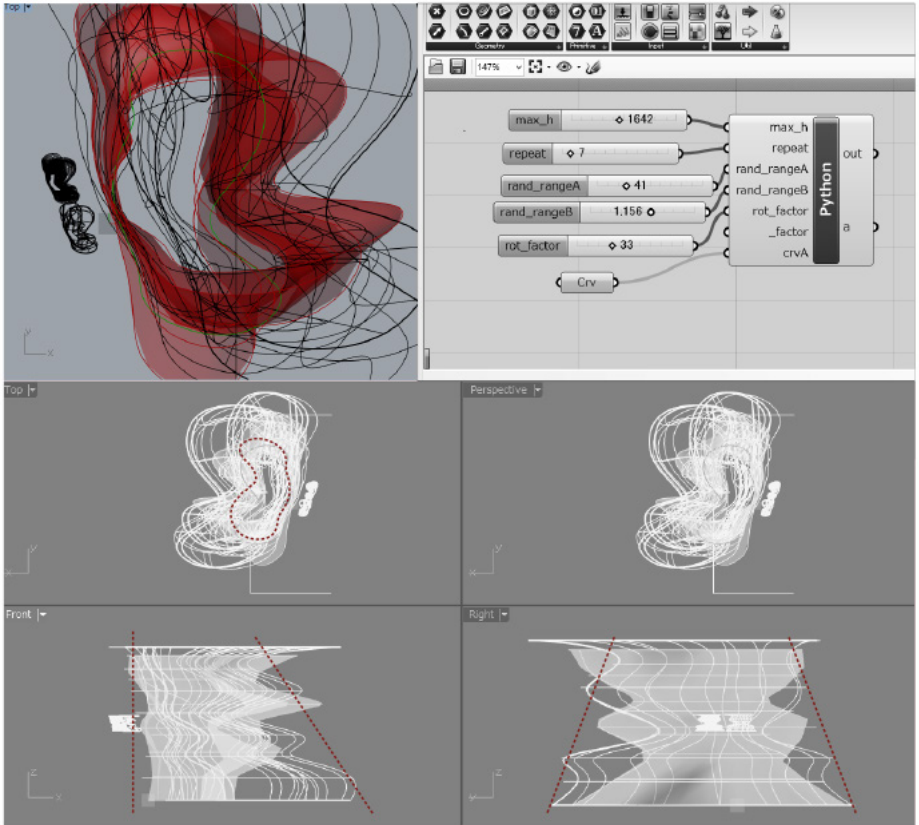 Top
Geometry
Primitive
Input
Util
147%
max_h
1642
repeat
7
rand_rangeA
41
rand_rangeB
1.156
rot_factor
33
Crv
max_h
repeat
rand_rangeA
rand_rangeB
rot_factor
_factor
crvA
Python
out
a
y
x
Top
y
x
Perspective
y
x
Front
z
x
Right
z
y